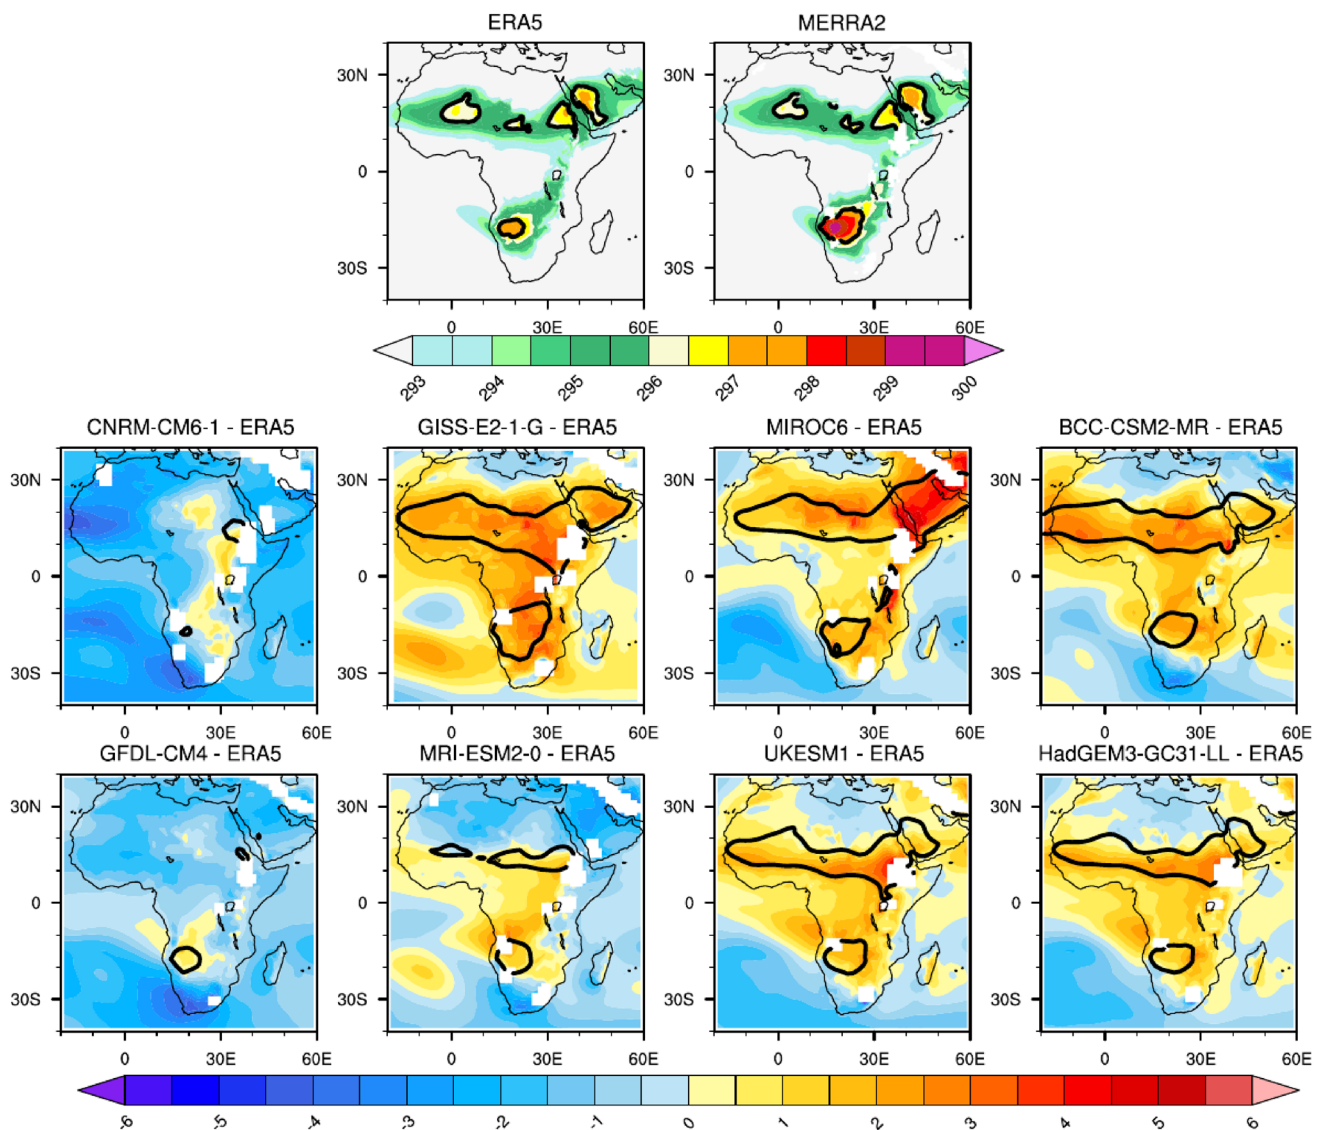 ERA5 MERRA2
30N 30N
0 0
30S 30S
0 30E 60E 0 30E 60E
293 294 295 296 297 298 299 300
CNRM-CM6-1 - ERA5 GISS-E2-1-G - ERA5 MIROC6 - ERA5 BCC-CSM2-MR - ERA5
30N 30N 30N 30N
0 0 0 0
30S 30S 30S 30S
0 30E 60E 0 30E 60E 0 30E 60E 0 30E 60E
GFDL-CM4 - ERA5 MRI-ESM2-0 - ERA5 UKESM1 - ERA5 HadGEM3-GC31-LL - ERA5
30N 30N 30N 30N
0 0 0 0
30S 30S 30S 30S
0 30E 60E 0 30E 60E 0 30E 60E 0 30E 60E
-6 -5 -4 -3 -2 -1 0 1 2 3 4 5 6